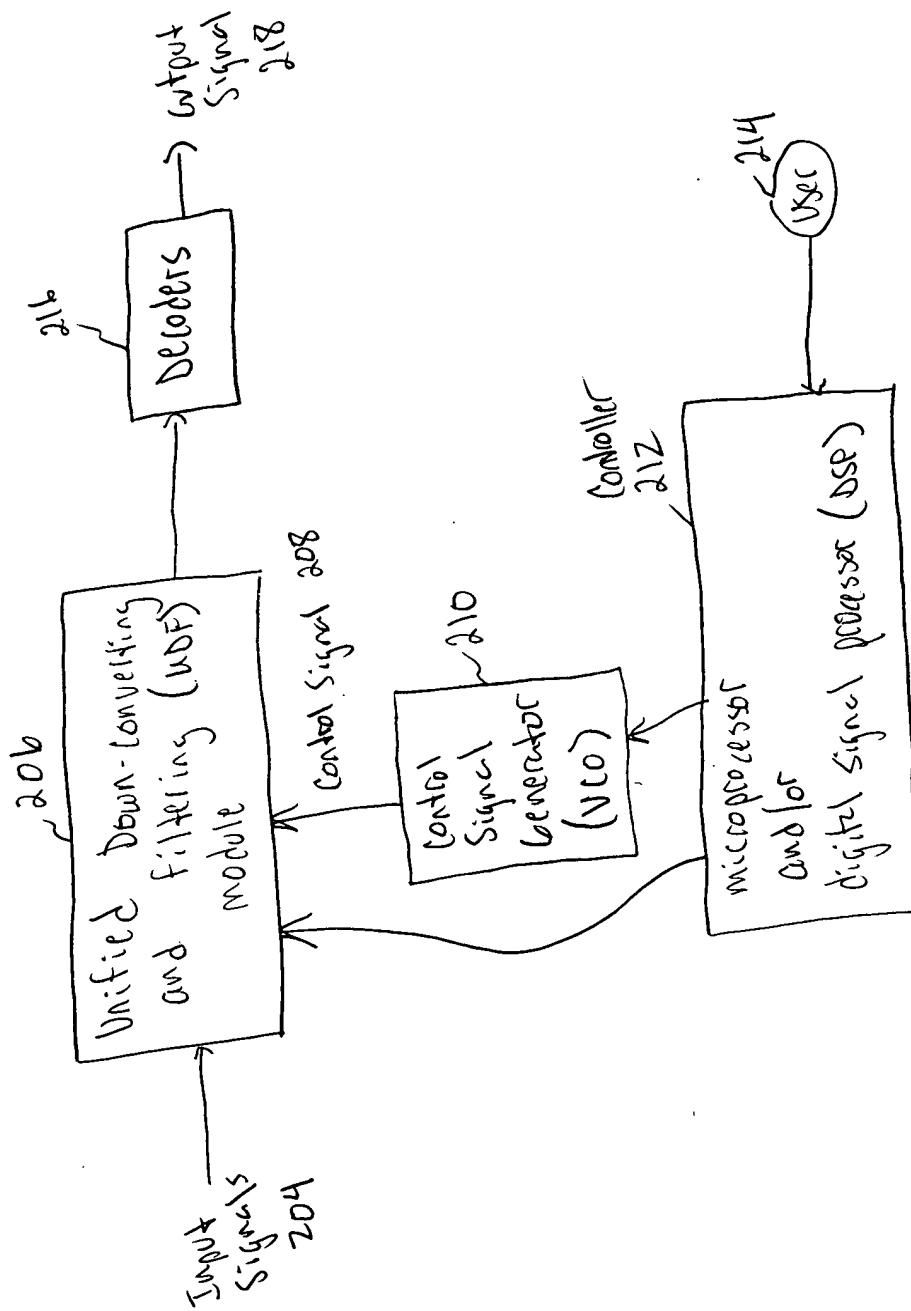 Input
Signals
204
206
Unified Down-converting
and filtering (UDF)
module
216
Decoders
Output
Signal
218
Control Signal 208
210
Control
Signal
Generator
(VCO)
Controller
212
microprocessor
and/or
digital signal processor (DSP)
214
User